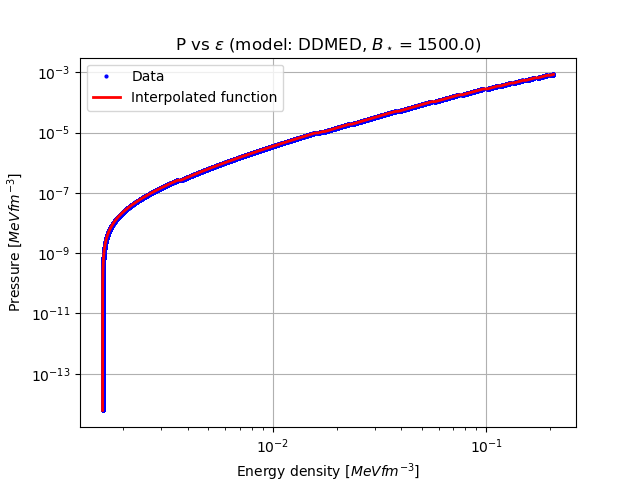 P vs ε (model: DDMED, B⋆ = 1500.0)
Data
Interpolated function
10⁻³
10⁻⁵
10⁻⁷
10⁻⁹
10⁻¹¹
10⁻¹³
Pressure [MeVfm⁻³]
10⁻² 10⁻¹
Energy density [MeVfm⁻³]